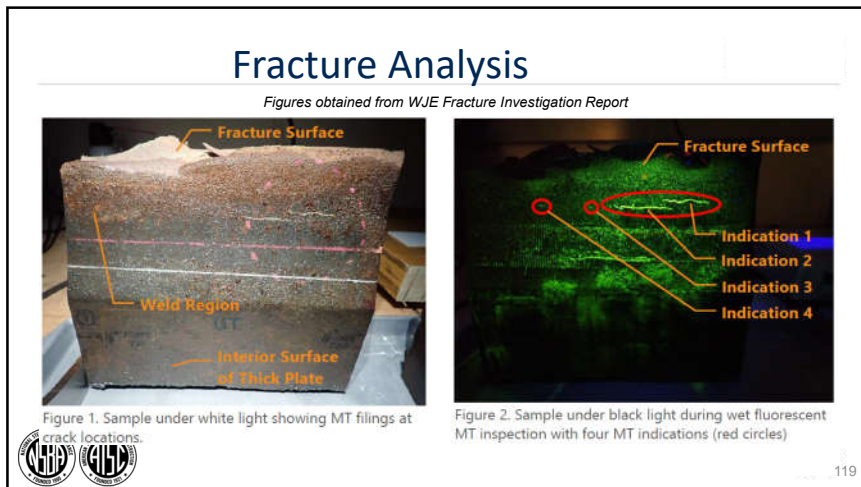 Fracture Analysis
Figures obtained from WJE Fracture Investigation Report
Fracture Surface
Weld Region
Interior Surface
of Thick Plate
Figure 1. Sample under white light showing MT filings at
crack locations.
Fracture Surface
Indication 1
Indication 2
Indication 3
Indication 4
Figure 2. Sample under black light during wet fluorescent
MT inspection with four MT indications (red circles)
NSBA
AISC
119